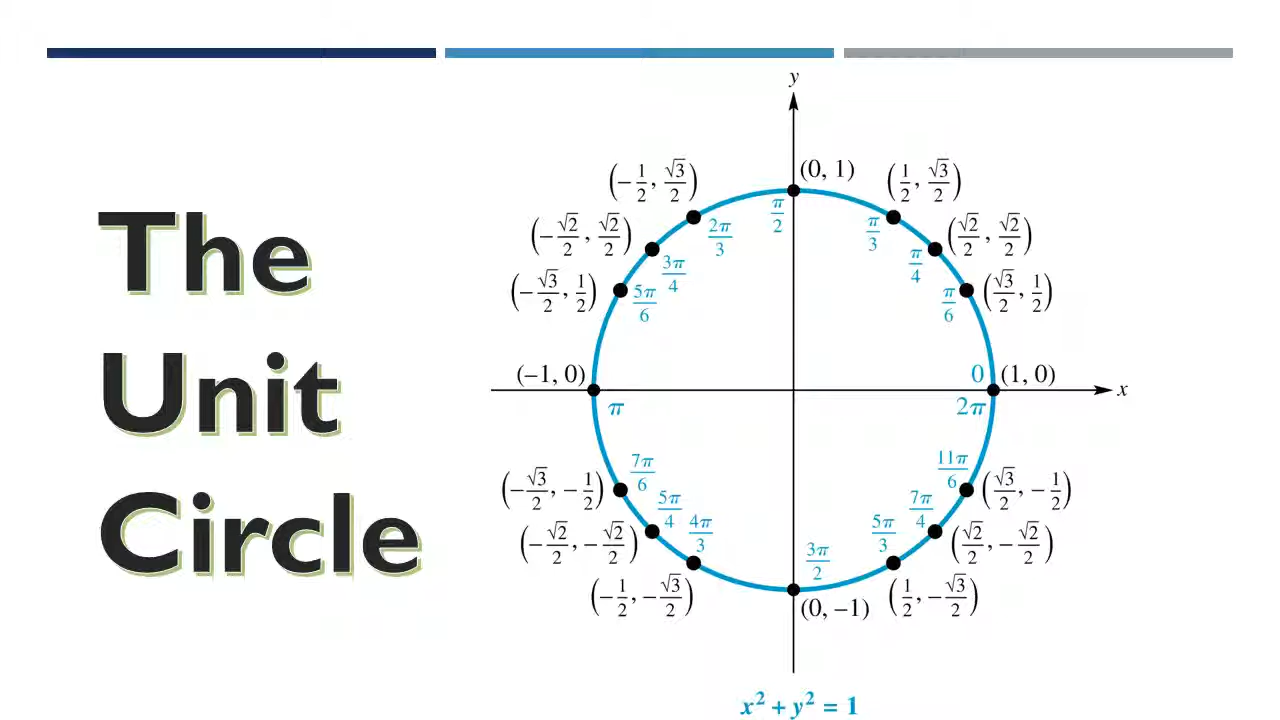 The
Unit
Circle
y
(0, 1)
(-1/2, √3/2)
(1/2, √3/2)
π/2
2π/3
π/3
(-√2/2, √2/2)
(√2/2, √2/2)
3π/4
π/4
(-√3/2, 1/2)
(√3/2, 1/2)
5π/6
π/6
(–1, 0)
0
(1, 0)
x
π
2π
7π/6
11π/6
(-√3/2, -1/2)
(√3/2, -1/2)
5π/4
7π/4
(-√2/2, -√2/2)
(√2/2, -√2/2)
4π/3
5π/3
3π/2
(-1/2, -√3/2)
(1/2, -√3/2)
(0, –1)
x² + y² = 1